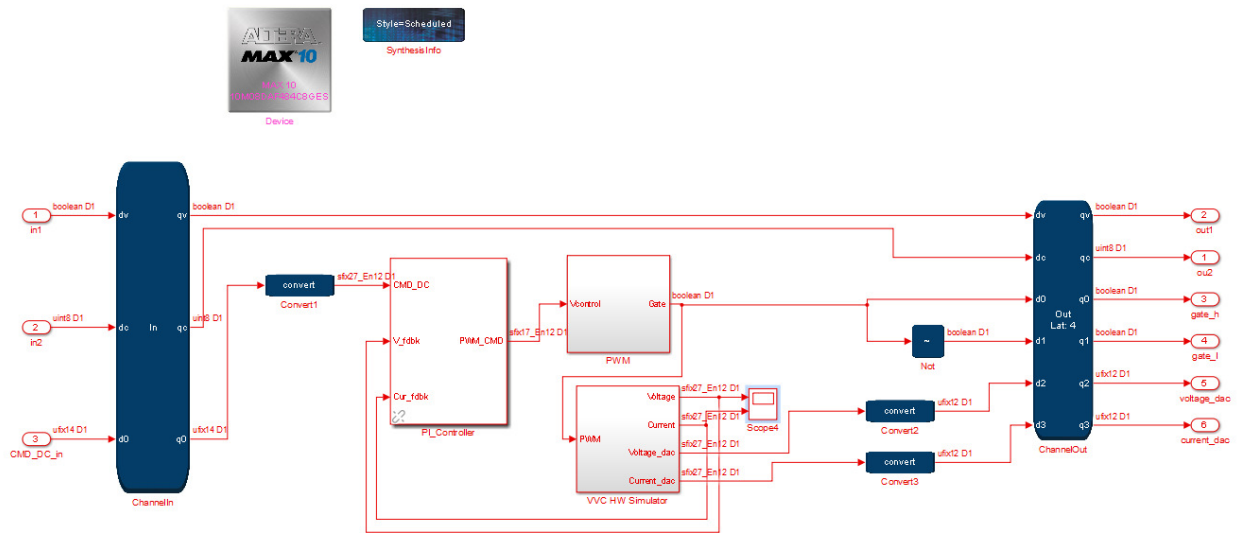 Style=Scheduled
SynthesisInfo
ALTERA
MAX 10
MAX 10
Device
1
boolean D1
in1
2
uint8 D1
in2
3
ufix14 D1
CMD_DC_in
dv
qv
dc
In
qc
d0
q0
ChannelIn
boolean D1
uint8 D1
ufix14 D1
convert
Convert1
sfix27_En12 D1
CMD_DC
V_fdbk
PWM_CMD
Cur_fdbk
¿?
PI_Controller
sfix17_En12 D1
Vcontrol
Gate
PWM
boolean D1
PWM
Voltage
Current
Voltage_dac
Current_dac
VVC HW Simulator
sfix27_En12 D1
sfix27_En12 D1
sfix27_En12 D1
sfix27_En12 D1
Scope4
~
Not
boolean D1
convert
Convert2
ufix12 D1
convert
Convert3
ufix12 D1
dv
qv
dc
qc
d0
q0
Out
Lat: 4
d1
q1
d2
q2
d3
q3
ChannelOut
boolean D1
2
out1
uint8 D1
1
ou2
boolean D1
3
gate_h
boolean D1
4
gate_l
ufix12 D1
5
voltage_dac
ufix12 D1
6
current_dac